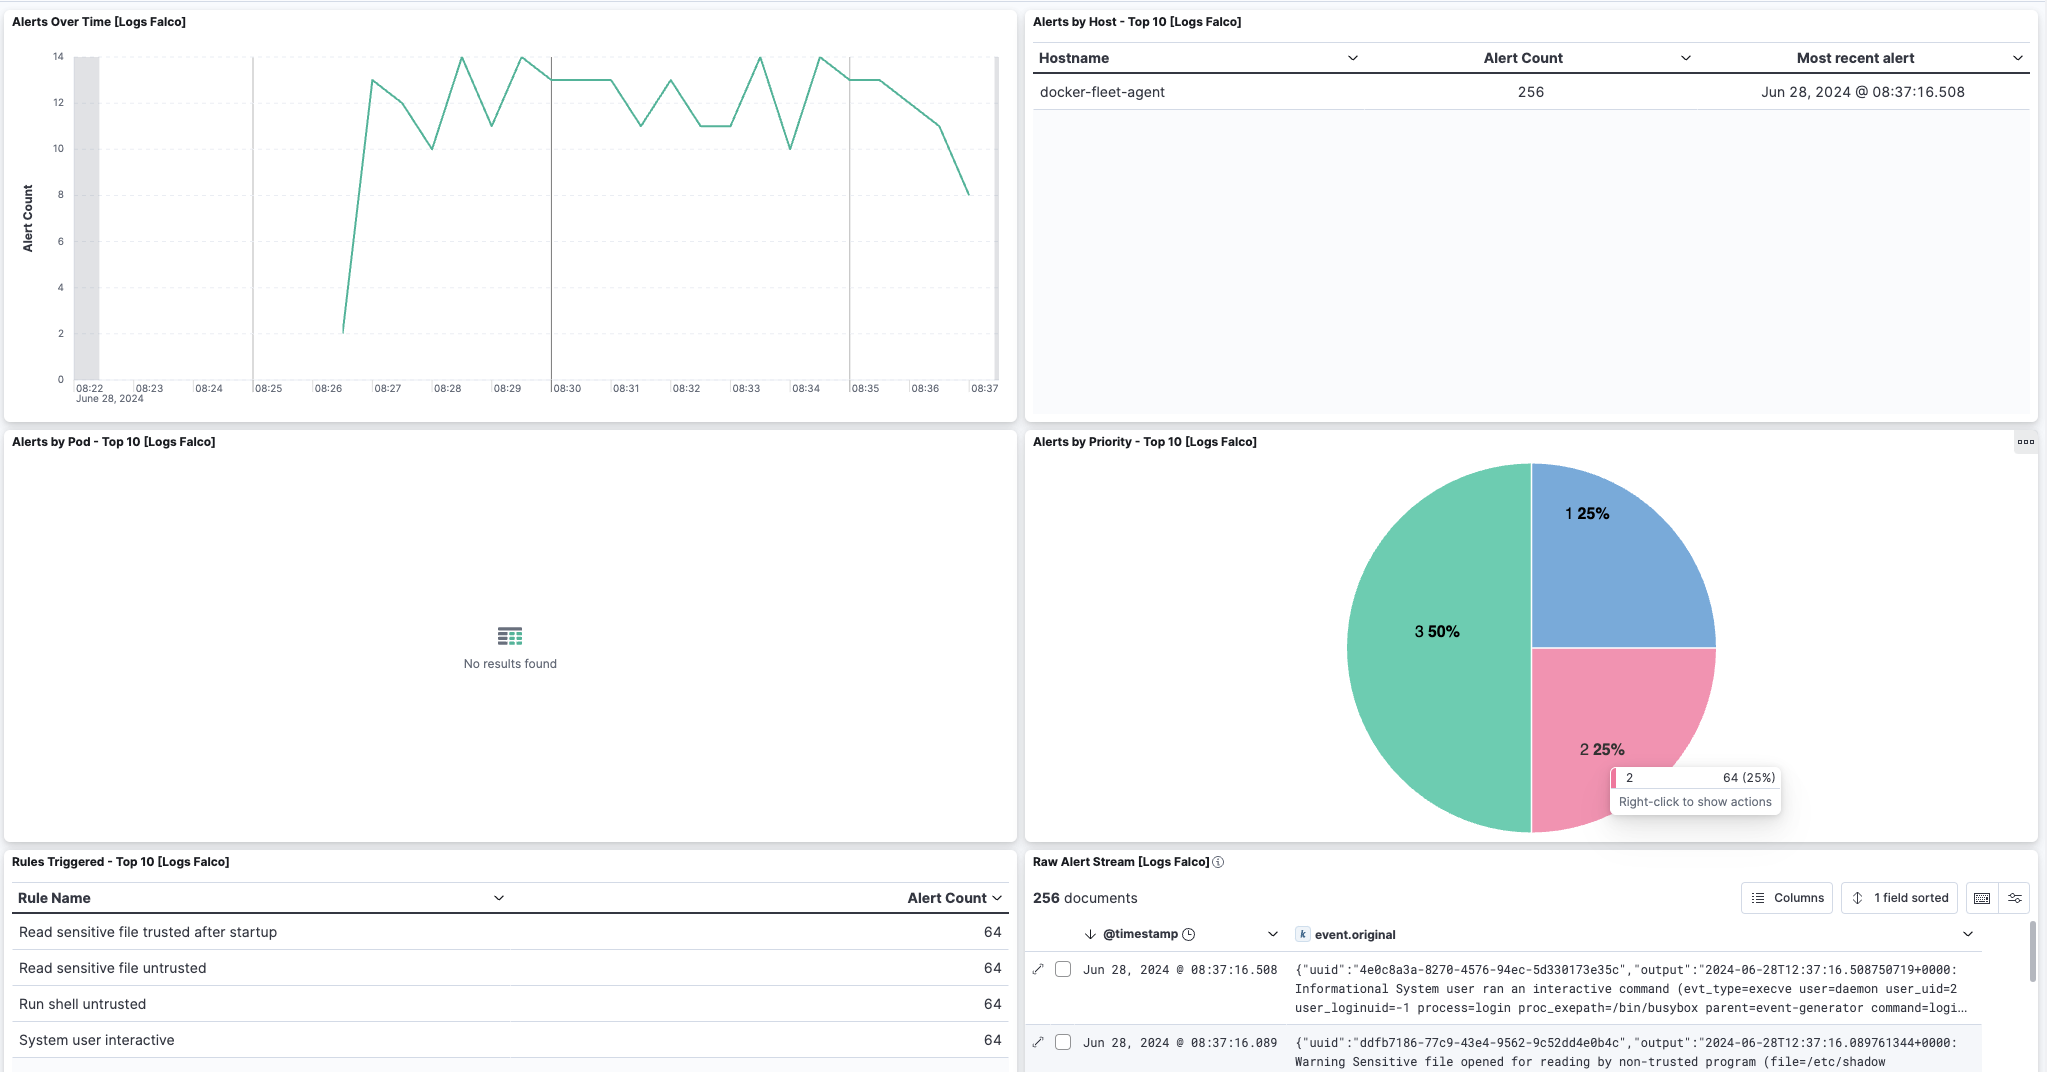 Alerts Over Time [Logs Falco]
Alert Count
14
12
10
8
6
4
2
0
08:22 08:23 08:24 08:25 08:26 08:27 08:28 08:29 08:30 08:31 08:32 08:33 08:34 08:35 08:36 08:37
June 28, 2024
Alerts by Host - Top 10 [Logs Falco]
Hostname Alert Count Most recent alert
docker-fleet-agent 256 Jun 28, 2024 @ 08:37:16.508
Alerts by Pod - Top 10 [Logs Falco]
No results found
Alerts by Priority - Top 10 [Logs Falco]
1 25%
3 50%
2 25%
2 64 (25%)
Right-click to show actions
Rules Triggered - Top 10 [Logs Falco]
Rule Name Alert Count
Read sensitive file trusted after startup 64
Read sensitive file untrusted 64
Run shell untrusted 64
System user interactive 64
Raw Alert Stream [Logs Falco]
256 documents Columns 1 field sorted
@timestamp k event.original
Jun 28, 2024 @ 08:37:16.508 {"uuid":"4e0c8a3a-8270-4576-94ec-5d330173e35c","output":"2024-06-28T12:37:16.508750719+0000:
Informational System user ran an interactive command (evt_type=execve user=daemon user_uid=2
user_loginuid=-1 process=login proc_exepath=/bin/busybox parent=event-generator command=logi…
Jun 28, 2024 @ 08:37:16.089 {"uuid":"ddfb7186-77c9-43e4-9562-9c52dd4e0b4c","output":"2024-06-28T12:37:16.089761344+0000:
Warning Sensitive file opened for reading by non-trusted program (file=/etc/shadow